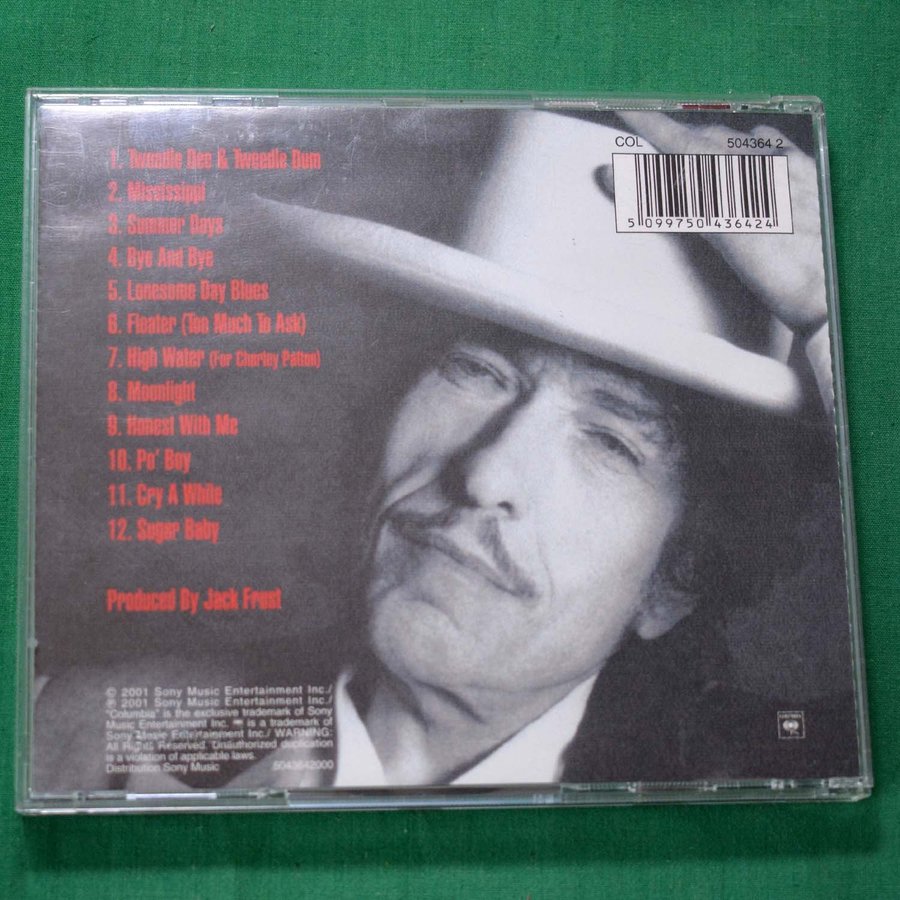 COL 504364 2
5 099750 436424
1. Tweedle Dee & Tweedle Dum
2. Mississippi
3. Summer Days
4. Bye And Bye
5. Lonesome Day Blues
6. Floater (Too Much To Ask)
7. High Water (For Charley Patton)
8. Moonlight
9. Honest With Me
10. Po' Boy
11. Cry A While
12. Sugar Baby
Produced By Jack Frost
© 2001 Sony Music Entertainment Inc./
℗ 2001 Sony Music Entertainment Inc./
"Columbia" is the exclusive trademark of Sony
Music Entertainment Inc. is a trademark of
Sony Music Entertainment Inc./ WARNING:
All Rights Reserved. Unauthorized duplication
is a violation of applicable laws.
Distribution Sony Music 5043642000